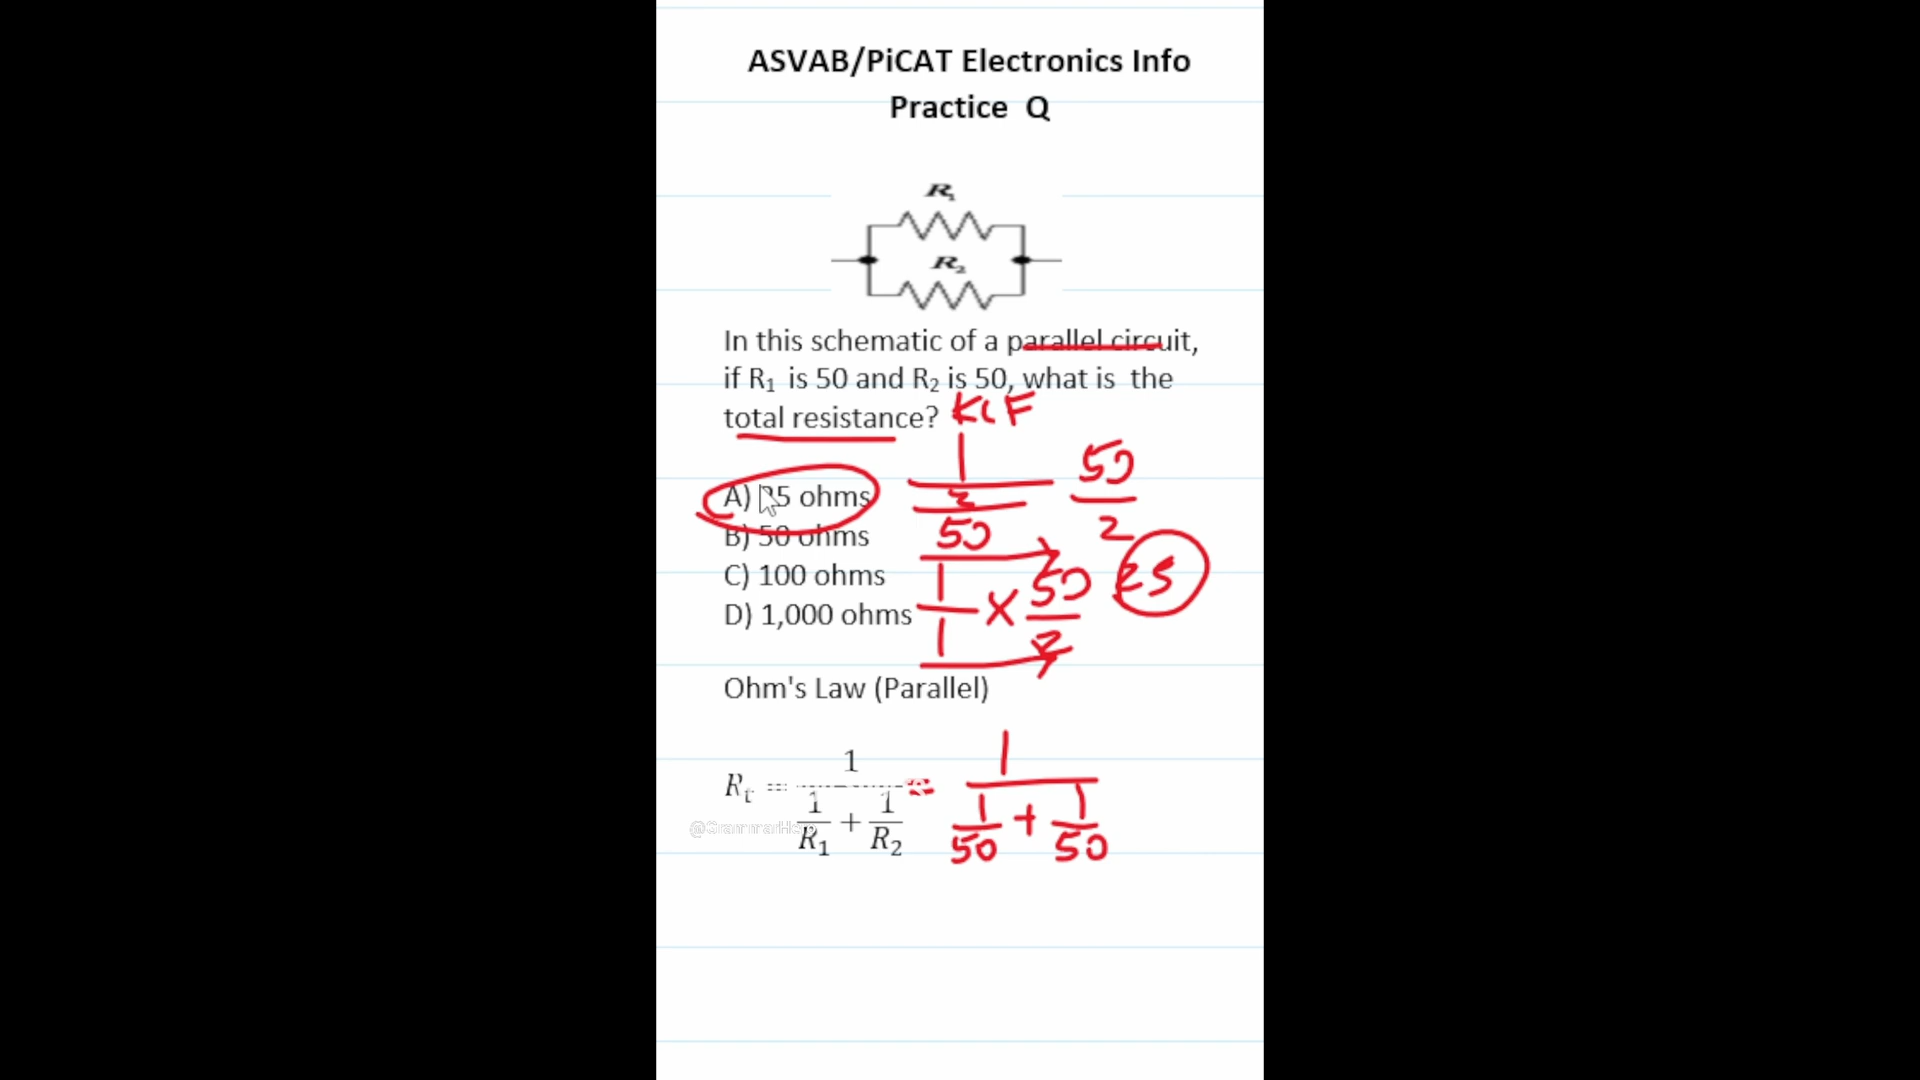 ASVAB/PiCAT Electronics Info
Practice Q
R1
R2
In this schematic of a parallel circuit,
if R1 is 50 and R2 is 50, what is the
total resistance? KCF
A) 25 ohms
B) 50 ohms
C) 100 ohms
D) 1,000 ohms
1
2
50
50
2
25
1
1
× 50
2
Ohm's Law (Parallel)
Rt = 1 / (1/R1 + 1/R2) = 1 / (1/50 + 1/50)